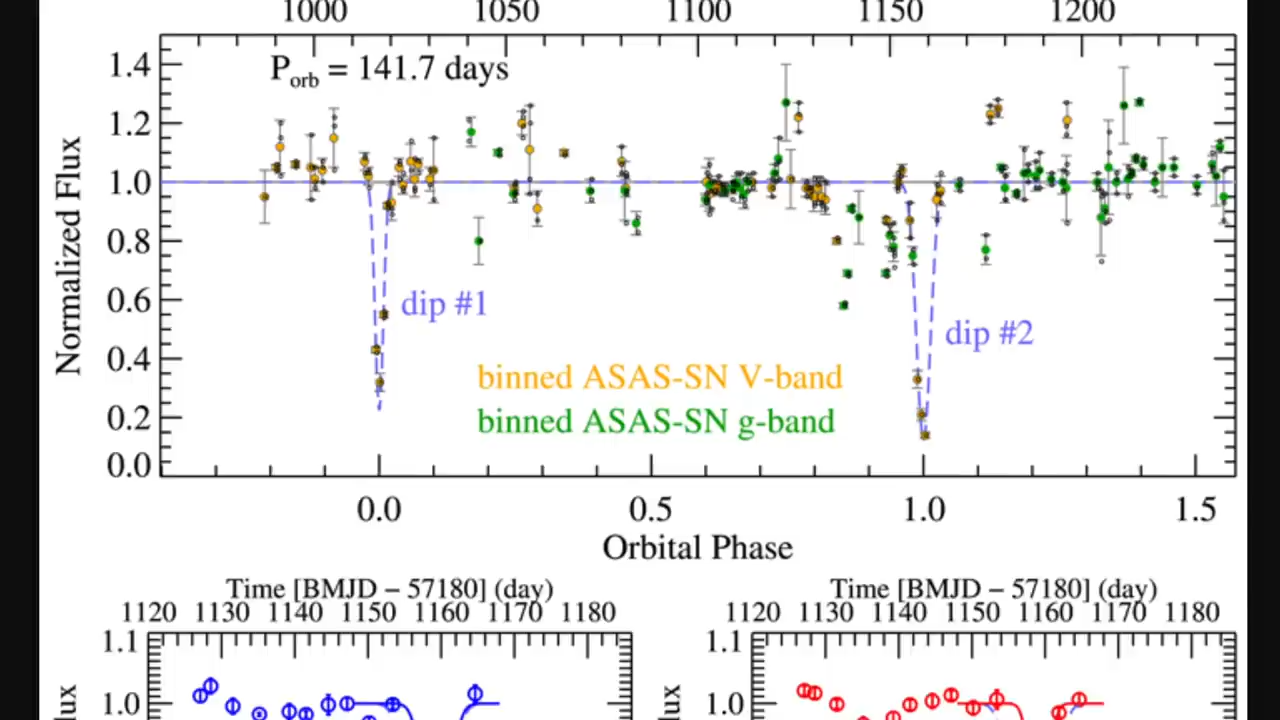 1000 1050 1100 1150 1200
P_orb = 141.7 days
1.4
1.2
1.0
0.8
0.6
0.4
0.2
0.0
Normalized Flux
dip #1
dip #2
binned ASAS-SN V-band
binned ASAS-SN g-band
0.0 0.5 1.0 1.5
Orbital Phase
Time [BMJD − 57180] (day)
1120 1130 1140 1150 1160 1170 1180
1.1
1.0
lux
Time [BMJD − 57180] (day)
1120 1130 1140 1150 1160 1170 1180
1.1
1.0
lux